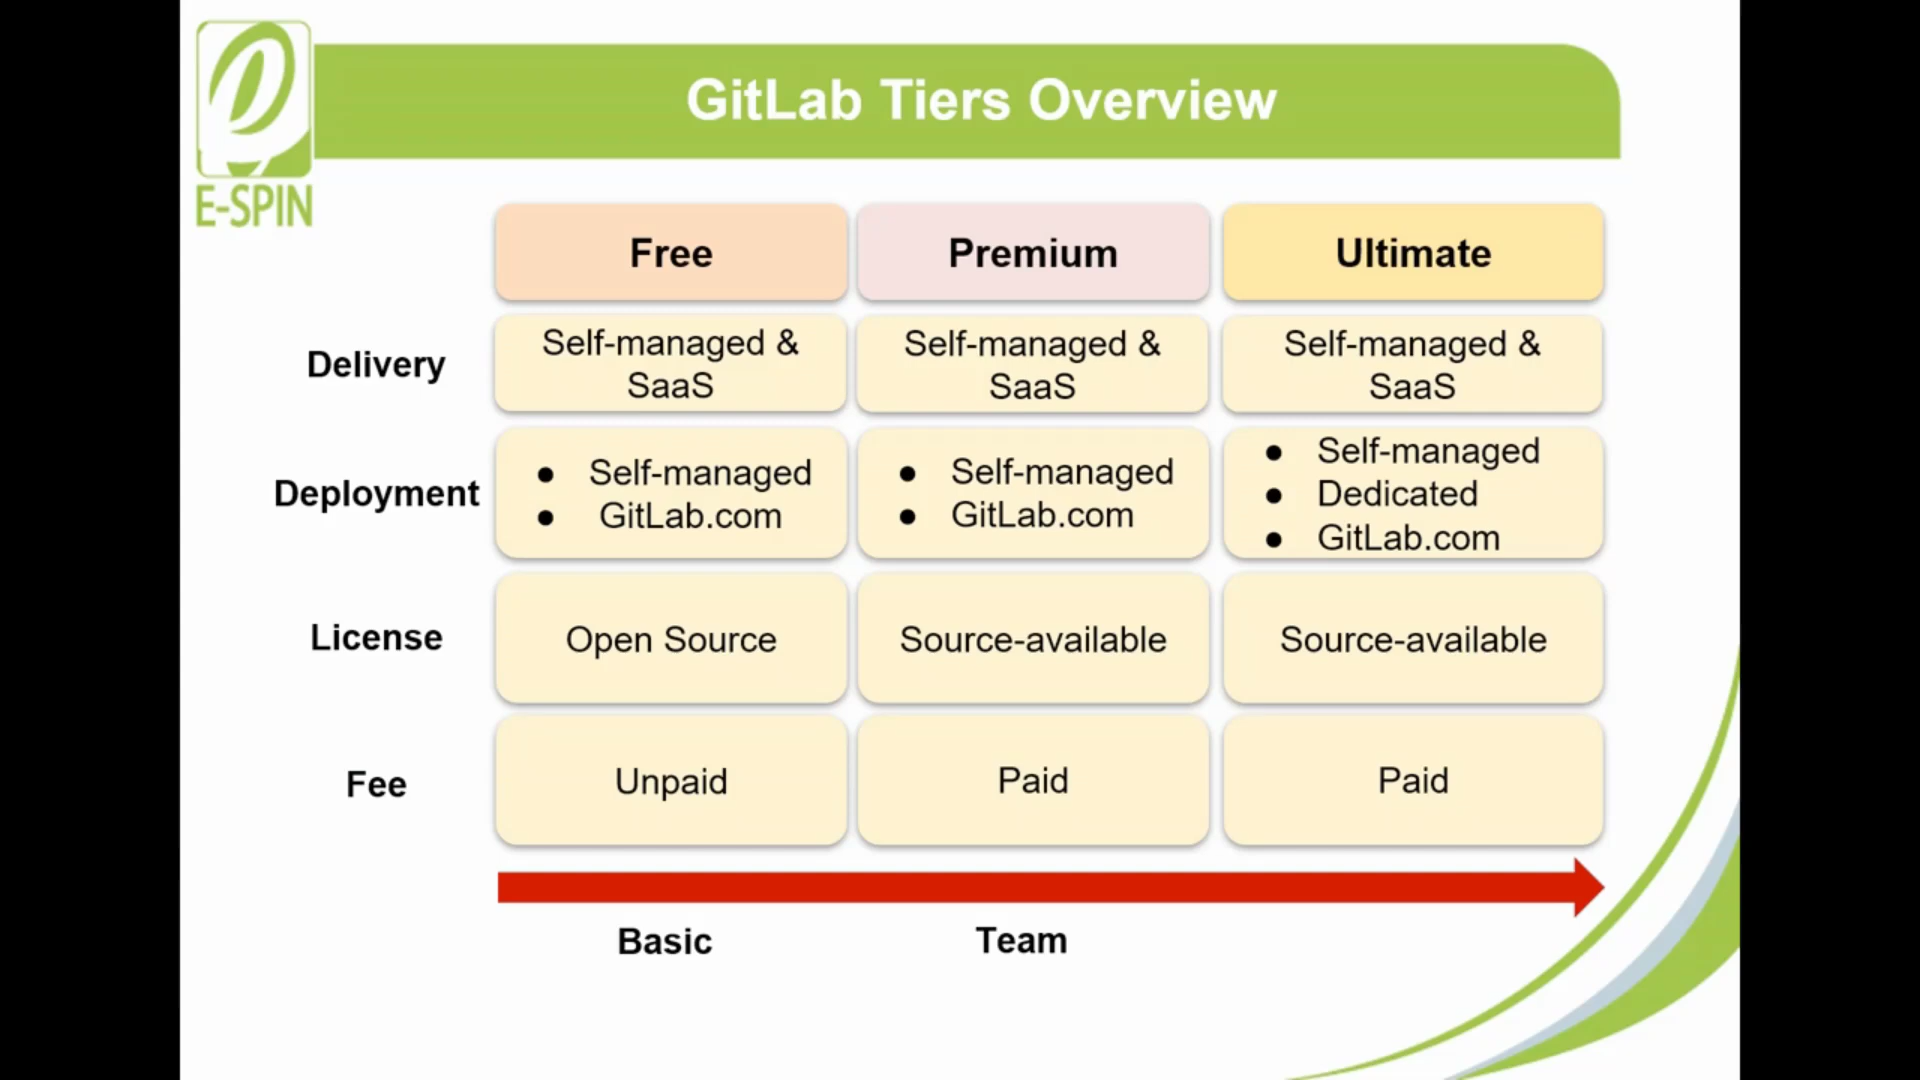 GitLab Tiers Overview
E-SPIN
Free
Premium
Ultimate
Delivery
Self-managed &
SaaS
Self-managed &
SaaS
Self-managed &
SaaS
Deployment
● Self-managed
● GitLab.com
● Self-managed
● GitLab.com
● Self-managed
● Dedicated
● GitLab.com
License
Open Source
Source-available
Source-available
Fee
Unpaid
Paid
Paid
Basic
Team